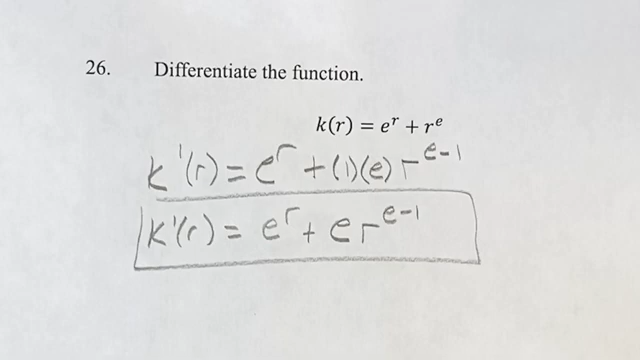 26. Differentiate the function.
k(r) = e^r + r^e
k'(r) = e^r + (1)(e) r^{e-1}
k'(r) = e^r + e r^{e-1}